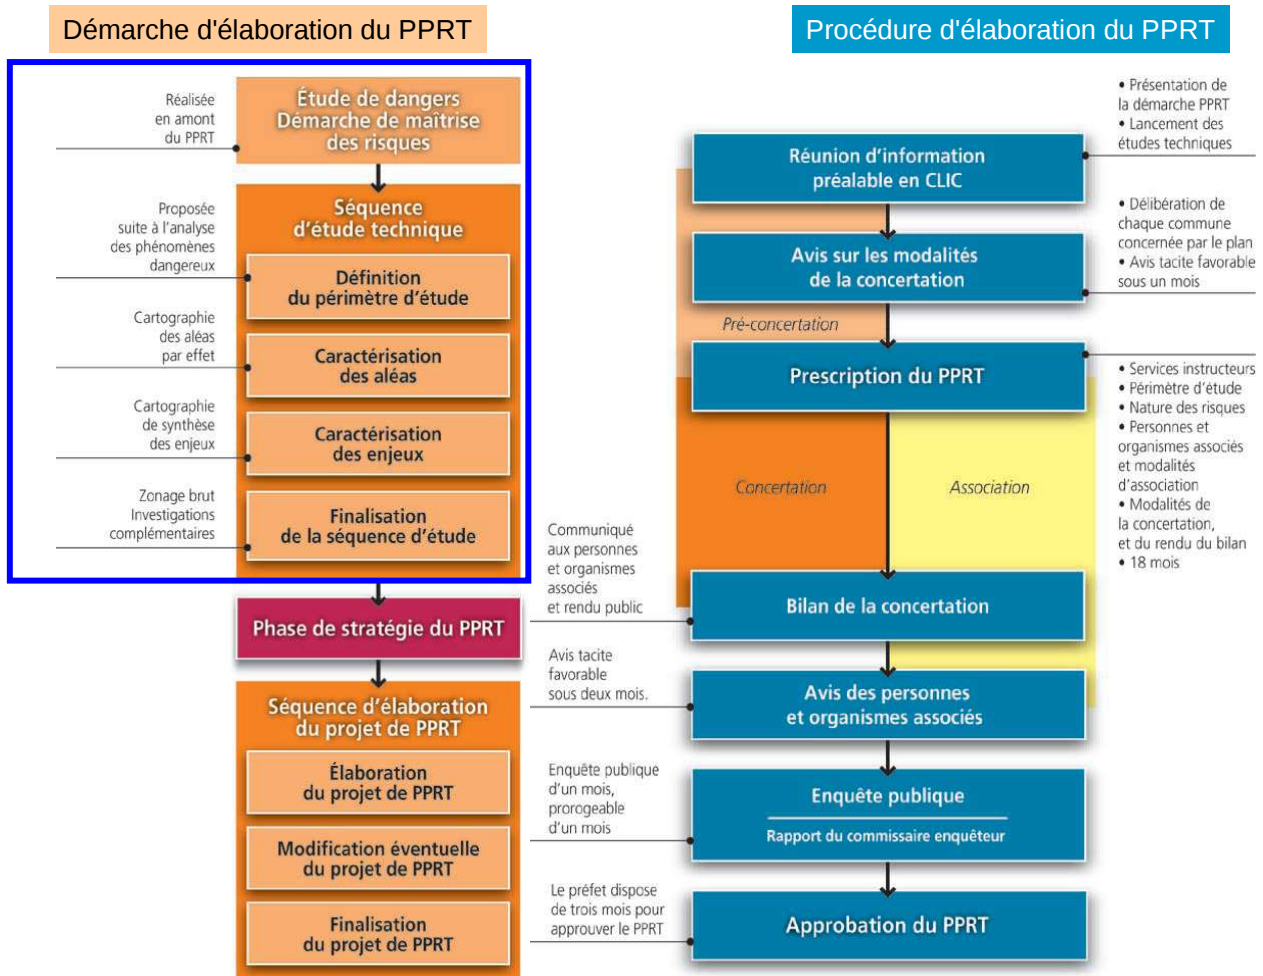 Démarche d'élaboration du PPRT
Réalisée
en amont
du PPRT
Étude de dangers
Démarche de maîtrise
des risques
Proposée
suite à l'analyse
des phénomènes
dangereux
Séquence
d'étude technique
Définition
du périmètre d'étude
Cartographie
des aléas
par effet
Caractérisation
des aléas
Cartographie
de synthèse
des enjeux
Caractérisation
des enjeux
Zonage brut
Investigations
complémentaires
Finalisation
de la séquence d'étude
Phase de stratégie du PPRT
Séquence d'élaboration
du projet de PPRT
Élaboration
du projet de PPRT
Modification éventuelle
du projet de PPRT
Finalisation
du projet de PPRT
Procédure d'élaboration du PPRT
Réunion d'information
préalable en CLIC
• Présentation de
la démarche PPRT
• Lancement des
études techniques
Avis sur les modalités
de la concertation
• Délibération de
chaque commune
concernée par le plan
• Avis tacite favorable
sous un mois
Pré-concertation
Prescription du PPRT
• Services instructeurs
• Périmètre d'étude
• Nature des risques
• Personnes et
organismes associés
et modalités
d'association
• Modalités de
la concertation,
et du rendu du bilan
• 18 mois
Concertation
Association
Communiqué
aux personnes
et organismes
associés
et rendu public
Bilan de la concertation
Avis tacite
favorable
sous deux mois.
Avis des personnes
et organismes associés
Enquête publique
d'un mois,
prorogeable
d'un mois
Enquête publique
Rapport du commissaire enquêteur
Le préfet dispose
de trois mois pour
approuver le PPRT
Approbation du PPRT